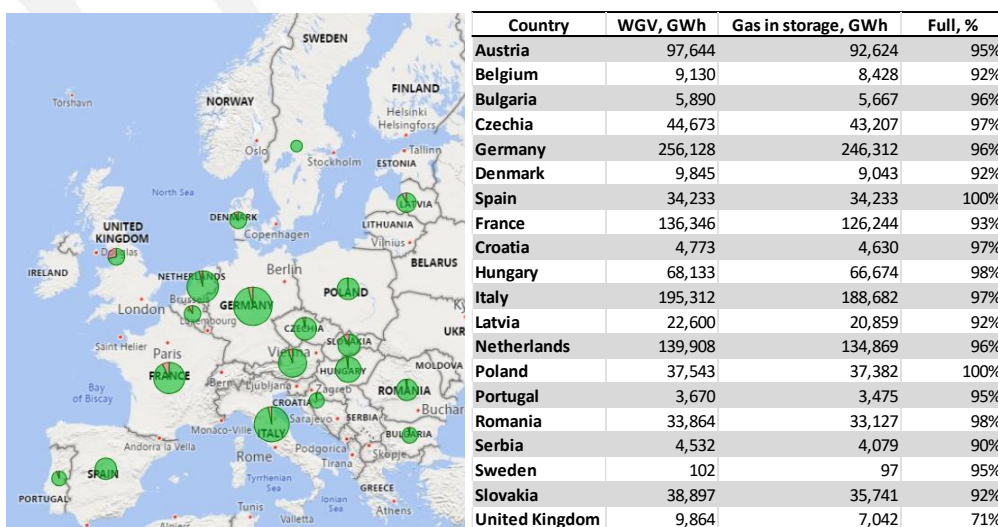 SWEDEN
FINLAND
Torshavn
NORWAY
Helsinki
Helsingfors
Oslo
Stockholm
Tallinn
ESTONIA
North Sea
LATVIA
DENMARK
Copenhagen
LITHUANIA
Vilnius
UNITED
KINGDOM
Douglas
IRELAND
BELARUS
NETHERLANDS
Berlin
POLAND
London
Brussels
GERMANY
Luxembourg
CZECHIA
UKR
Saint Helier
Paris
SLOVAKIA
Vienna
FRANCE
HUNGARY
MOLDOVA
Bern
Ljubljana
Zagreb
ROMANIA
Bay
of Biscay
CROATIA
Buchar
Monaco-Ville
ITALY
Sarajevo
SERBIA
BULGARIA
Andorra la Vella
Podgorica
Skopje
Rome
Tirana
SPAIN
Tyrrhenian
Sea
GREECE
PORTUGAL
Ionian
Sea
Athens
Tunis
Valletta
Algiers
Country WGV, GWh Gas in storage, GWh Full, %
Austria 97,644 92,624 95%
Belgium 9,130 8,428 92%
Bulgaria 5,890 5,667 96%
Czechia 44,673 43,207 97%
Germany 256,128 246,312 96%
Denmark 9,845 9,043 92%
Spain 34,233 34,233 100%
France 136,346 126,244 93%
Croatia 4,773 4,630 97%
Hungary 68,133 66,674 98%
Italy 195,312 188,682 97%
Latvia 22,600 20,859 92%
Netherlands 139,908 134,869 96%
Poland 37,543 37,382 100%
Portugal 3,670 3,475 95%
Romania 33,864 33,127 98%
Serbia 4,532 4,079 90%
Sweden 102 97 95%
Slovakia 38,897 35,741 92%
United Kingdom 9,864 7,042 71%